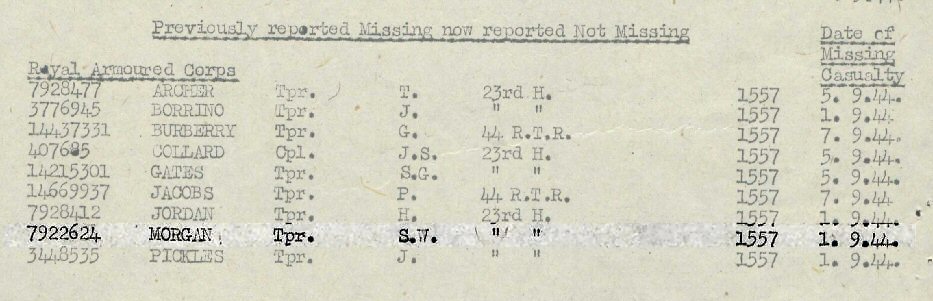 Previously reported Missing now reported Not Missing
Date of
Missing
Royal Armoured Corps Casualty
7928477 ARCHER Tpr. T. 23rd H. 1557 5. 9.44.
3776945 BORRINO Tpr. J. " " 1557 1. 9.44.
14437331 BURBERRY Tpr. G. 44 R.T.R. 1557 7. 9.44.
407685 COLLARD Cpl. J.S. 23rd H. 1557 5. 9.44.
14215301 GATES Tpr. S.G. " " 1557 5. 9.44.
14669937 JACOBS Tpr. P. 44 R.T.R. 1557 7. 9.44
7928412 JORDAN Tpr. H. 23rd H. 1557 1. 9.44.
7922624 MORGAN Tpr. S.W. " " 1557 1. 9.44.
3448535 PICKLES Tpr. J. " " 1557 1. 9.44.